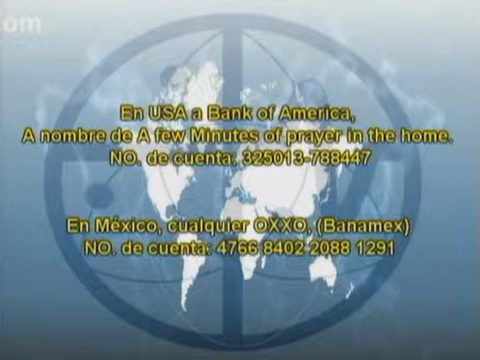 om
En USA a Bank of America,
A nombre de A few Minutes of prayer in the home.
NO. de cuenta: 325013-788447
En México, cualquier OXXO, (Banamex)
NO. de cuenta: 4766 8402 2088 1291